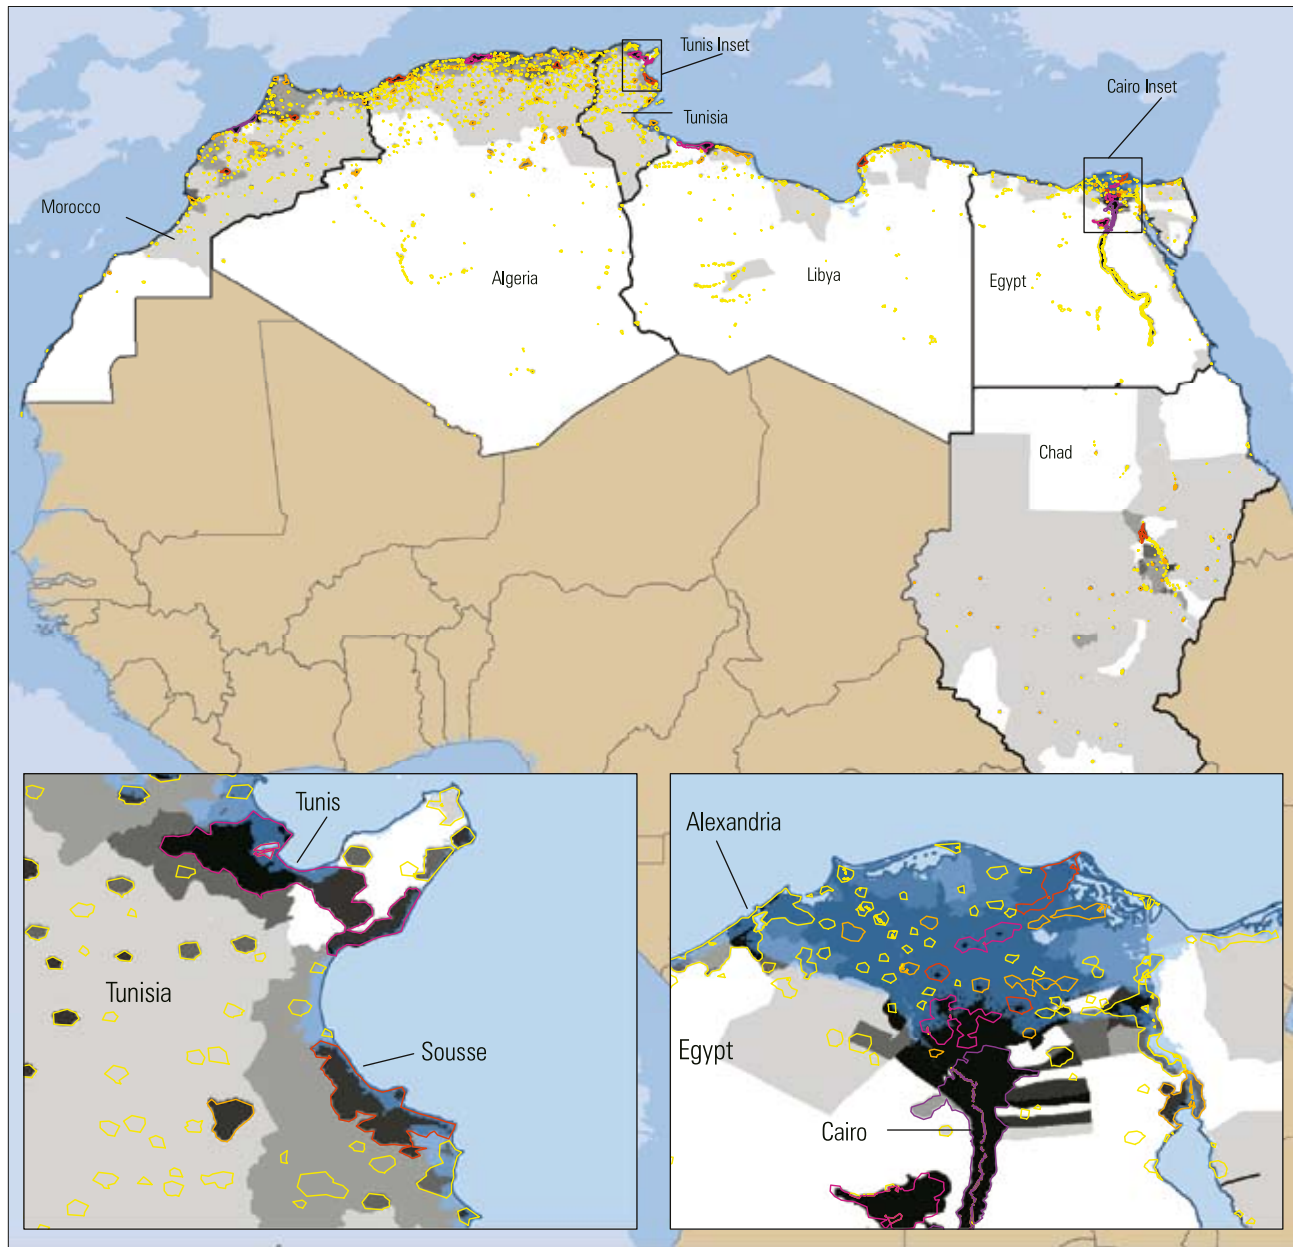 Tunis Inset
Cairo Inset
Tunisia
Morocco
Algeria
Libya
Egypt
Chad
Tunis
Tunisia
Sousse
Alexandria
Egypt
Cairo